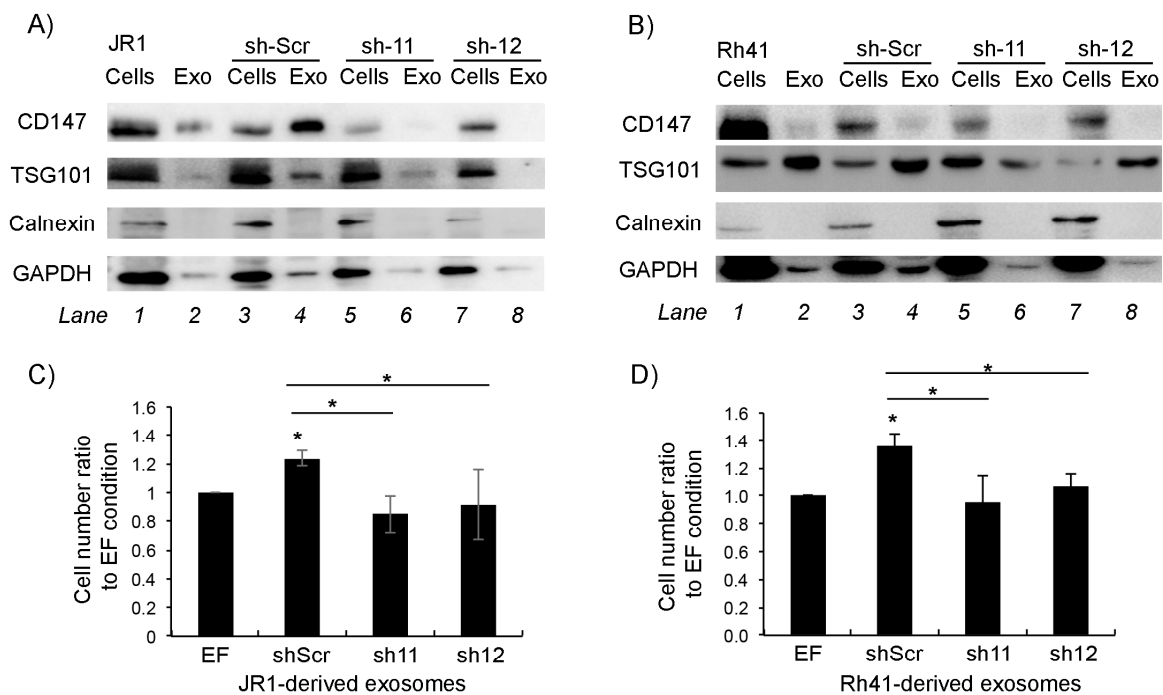 A)
JR1 sh-Scr sh-11 sh-12
Cells Exo Cells Exo Cells Exo Cells Exo
CD147
TSG101
Calnexin
GAPDH
Lane 1 2 3 4 5 6 7 8
B)
Rh41 sh-Scr sh-11 sh-12
Cells Exo Cells Exo Cells Exo Cells Exo
CD147
TSG101
Calnexin
GAPDH
Lane 1 2 3 4 5 6 7 8
C)
Cell number ratio
to EF condition
1.6
1.4
1.2
1
0.8
0.6
0.4
0.2
0
*
*
*
EF shScr sh11 sh12
JR1-derived exosomes
D)
Cell number ratio
to EF condition
1.6
1.4
1.2
1.0
0.8
0.6
0.4
0.2
0.0
*
*
*
EF shScr sh11 sh12
Rh41-derived exosomes